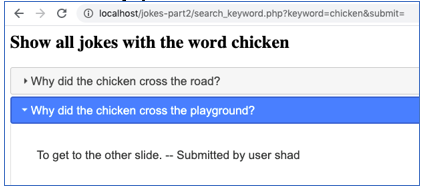 localhost/jokes-part2/search_keyword.php?keyword=chicken&submit=
Show all jokes with the word chicken
Why did the chicken cross the road?
Why did the chicken cross the playground?
To get to the other slide. -- Submitted by user shad